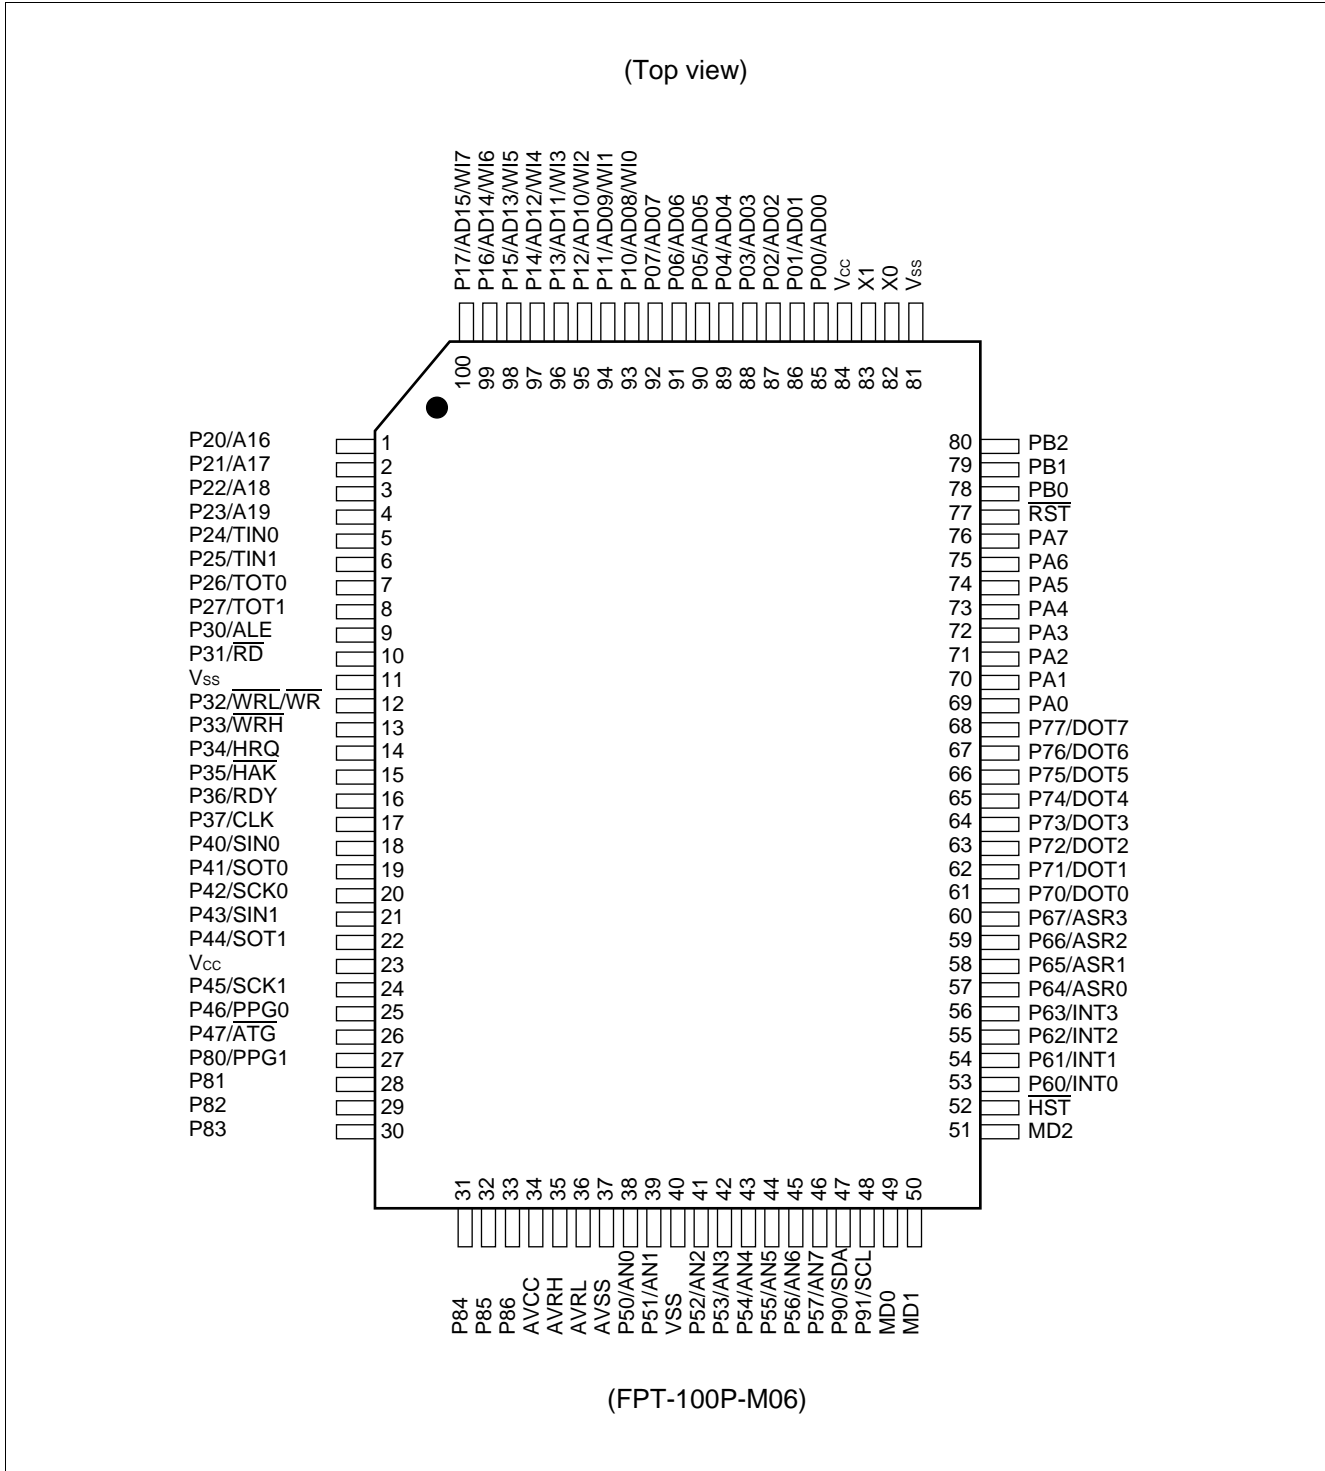 (Top view)
P17/AD15/WI7
P16/AD14/WI6
P15/AD13/WI5
P14/AD12/WI4
P13/AD11/WI3
P12/AD10/WI2
P11/AD09/WI1
P10/AD08/WI0
P07/AD07
P06/AD06
P05/AD05
P04/AD04
P03/AD03
P02/AD02
P01/AD01
P00/AD00
Vcc
X1
X0
Vss
100
99
98
97
96
95
94
93
92
91
90
89
88
87
86
85
84
83
82
81
P20/A16 1
P21/A17 2
P22/A18 3
P23/A19 4
P24/TIN0 5
P25/TIN1 6
P26/TOT0 7
P27/TOT1 8
P30/ALE 9
P31/RD 10
Vss 11
P32/WRL/WR 12
P33/WRH 13
P34/HRQ 14
P35/HAK 15
P36/RDY 16
P37/CLK 17
P40/SIN0 18
P41/SOT0 19
P42/SCK0 20
P43/SIN1 21
P44/SOT1 22
Vcc 23
P45/SCK1 24
P46/PPG0 25
P47/ATG 26
P80/PPG1 27
P81 28
P82 29
P83 30
80 PB2
79 PB1
78 PB0
77 RST
76 PA7
75 PA6
74 PA5
73 PA4
72 PA3
71 PA2
70 PA1
69 PA0
68 P77/DOT7
67 P76/DOT6
66 P75/DOT5
65 P74/DOT4
64 P73/DOT3
63 P72/DOT2
62 P71/DOT1
61 P70/DOT0
60 P67/ASR3
59 P66/ASR2
58 P65/ASR1
57 P64/ASR0
56 P63/INT3
55 P62/INT2
54 P61/INT1
53 P60/INT0
52 HST
51 MD2
31
32
33
34
35
36
37
38
39
40
41
42
43
44
45
46
47
48
49
50
P84
P85
P86
AVCC
AVRH
AVRL
AVSS
P50/AN0
P51/AN1
VSS
P52/AN2
P53/AN3
P54/AN4
P55/AN5
P56/AN6
P57/AN7
P90/SDA
P91/SCL
MD0
MD1
(FPT-100P-M06)